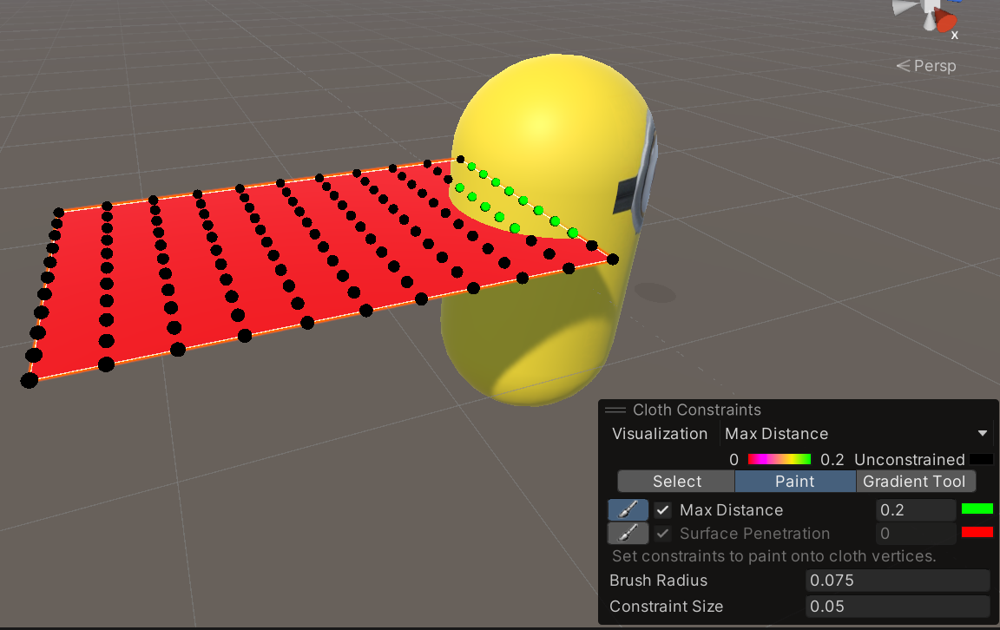 x
Persp
Cloth Constraints
Visualization Max Distance
0 0.2 Unconstrained
Select Paint Gradient Tool
Max Distance 0.2
Surface Penetration 0
Set constraints to paint onto cloth vertices.
Brush Radius 0.075
Constraint Size 0.05